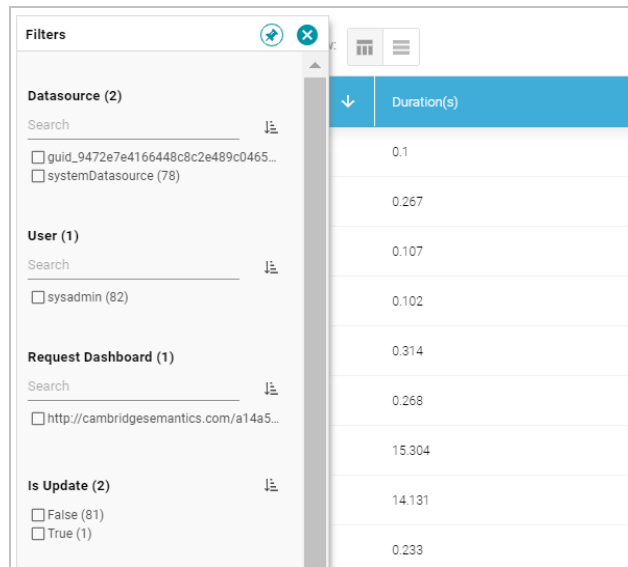 Filters
w:
Datasource (2)
Search
guid_9472e7e4166448c8c2e489c0465...
systemDatasource (78)
User (1)
Search
sysadmin (82)
Request Dashboard (1)
Search
http://cambridgesemantics.com/a14a5...
Is Update (2)
False (81)
True (1)
Duration(s)
0.1
0.267
0.107
0.102
0.314
0.268
15.304
14.131
0.233